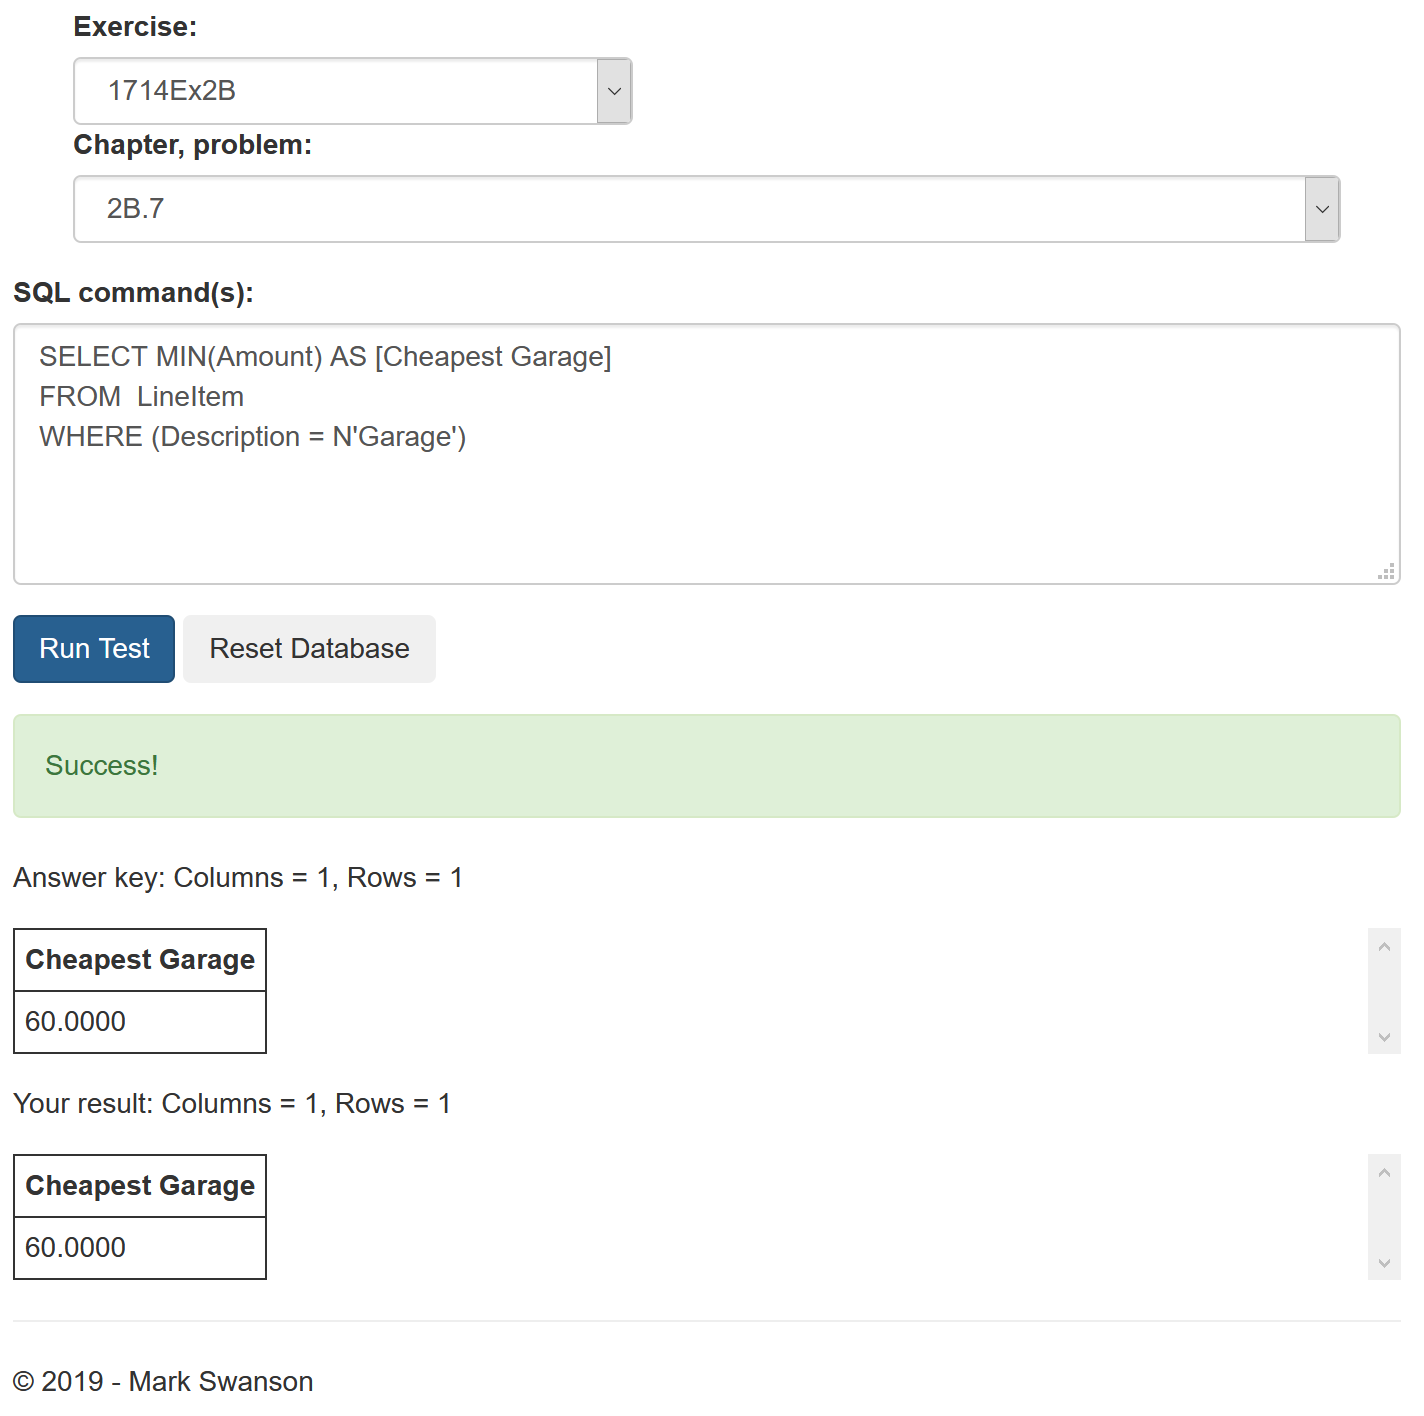 Exercise:
1714Ex2B
Chapter, problem:
2B.7
SQL command(s):
SELECT MIN(Amount) AS [Cheapest Garage]
FROM  LineItem
WHERE (Description = N'Garage')
Run Test
Reset Database
Success!
Answer key: Columns = 1, Rows = 1
Cheapest Garage
60.0000
Your result: Columns = 1, Rows = 1
Cheapest Garage
60.0000
© 2019 - Mark Swanson